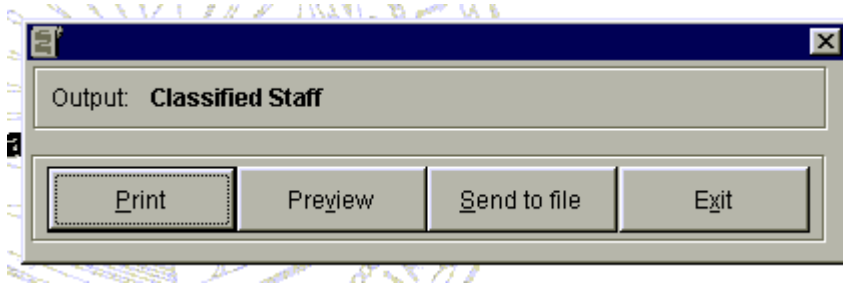 Output: Classified Staff
Print Preview Send to file Exit